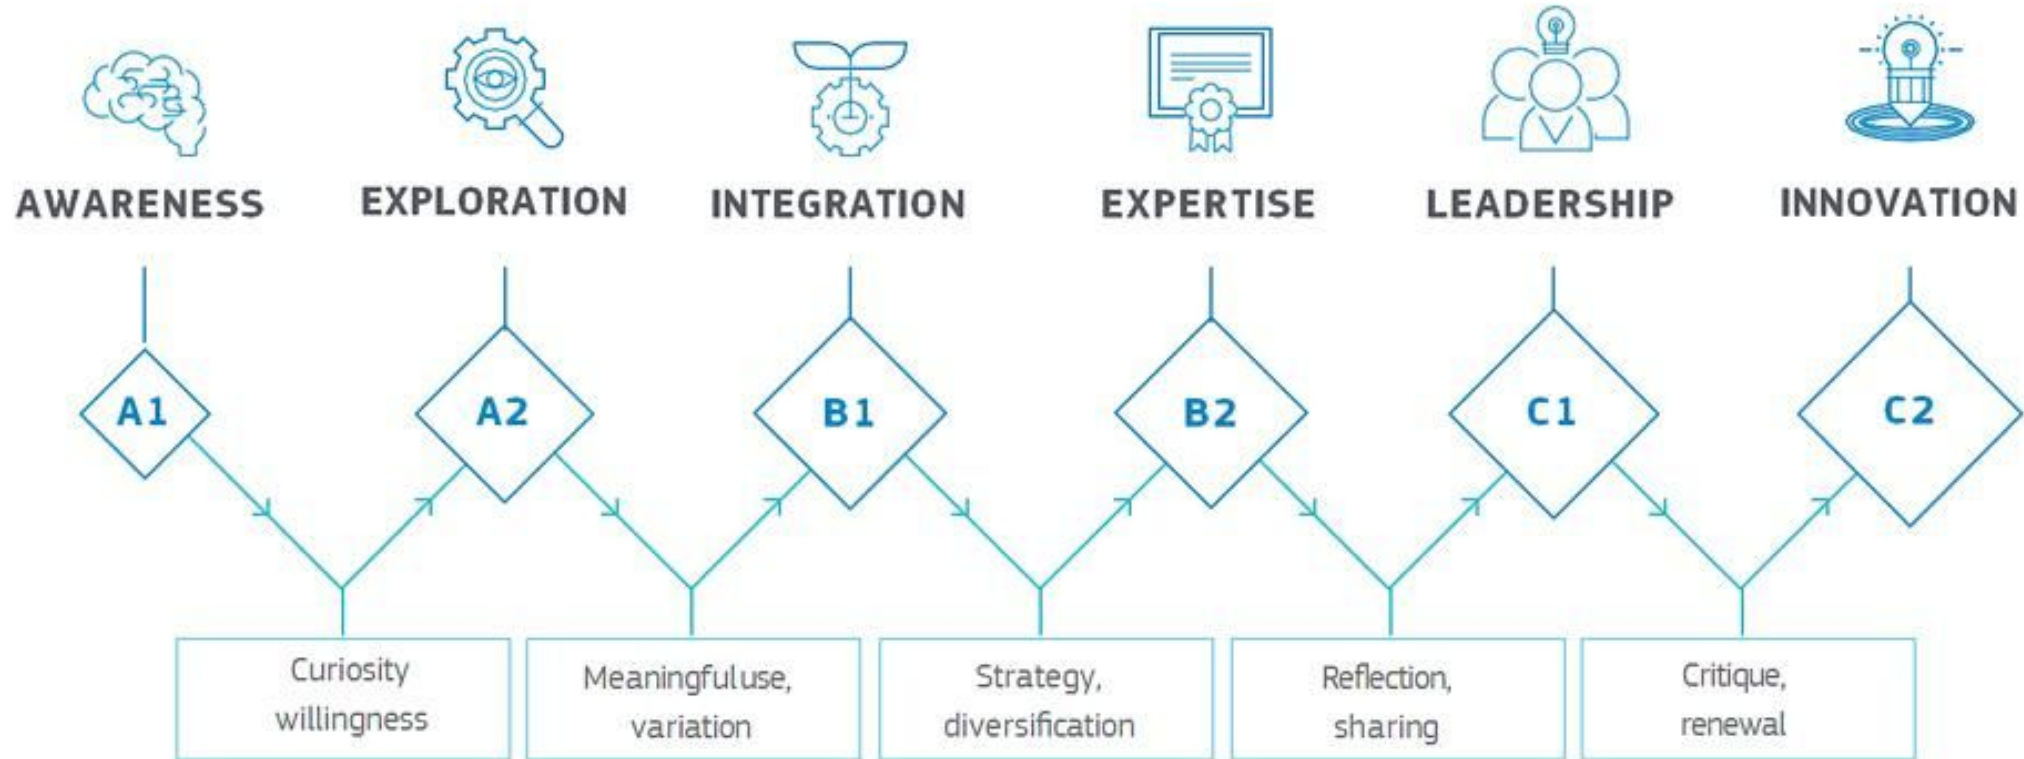 AWARENESS
EXPLORATION
INTEGRATION
EXPERTISE
LEADERSHIP
INNOVATION
A1
A2
B1
B2
C1
C2
Curiosity
willingness
Meaningfuluse,
variation
Strategy,
diversification
Reflection,
sharing
Critique,
renewal